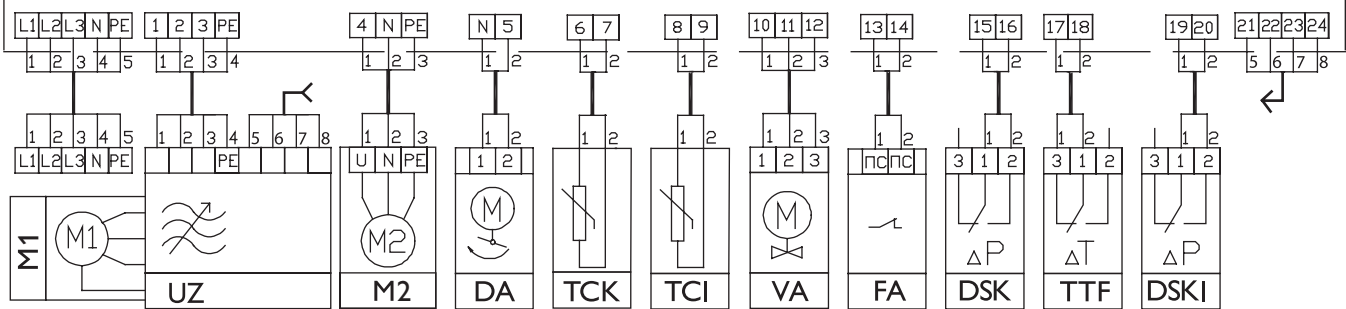 L1 L2 L3 N PE 1 2 3 PE 4 N PE N 5 6 7 8 9 10 11 12 13 14 15 16 17 18 19 20 21 22 23 24
1 2 3 4 5 1 2 3 4 1 2 3 1 2 1 2 1 2 1 2 3 1 2 1 2 1 2 1 2 5 6 7 8
1 2 3 4 5 1 2 3 4 5 6 7 8 1 2 3 1 2 1 2 1 2 1 2 3 1 2 1 2 1 2 1 2
L1 L2 L3 N PE PE U N PE 1 2 1 2 3 ПС ПС 3 1 2 3 1 2 3 1 2
M1 M1 M2 M M ΔP ΔT ΔP
UZ M2 DA TCK TCI VA FA DSK TTF DSKI